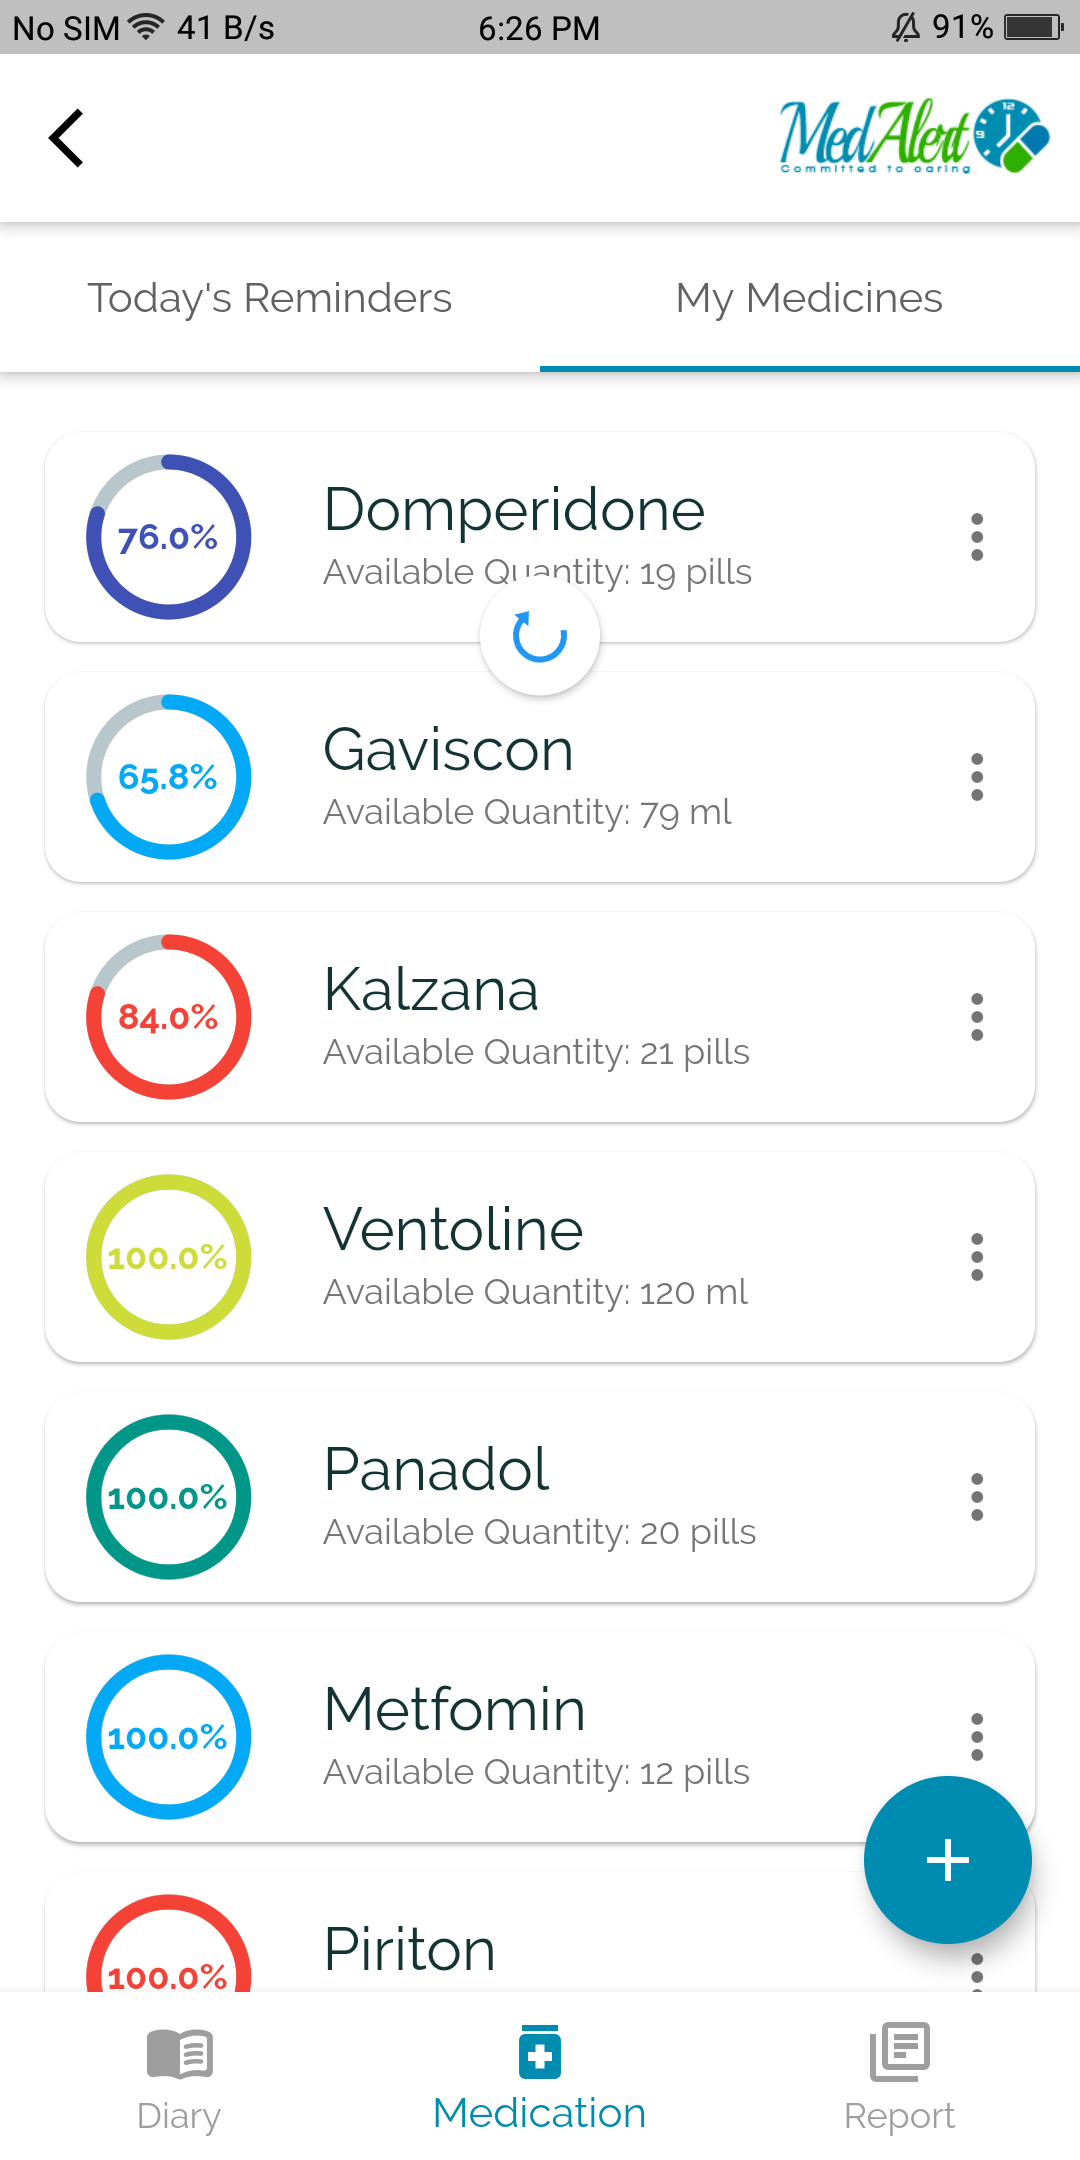 No SIM 41 B/s 6:26 PM 91%
MedAlert
Committed to caring
12
9
Today's Reminders My Medicines
76.0% Domperidone
Available Quantity: 19 pills
65.8% Gaviscon
Available Quantity: 79 ml
84.0% Kalzana
Available Quantity: 21 pills
100.0% Ventoline
Available Quantity: 120 ml
100.0% Panadol
Available Quantity: 20 pills
100.0% Metfomin
Available Quantity: 12 pills
100.0% Piriton
Diary Medication Report